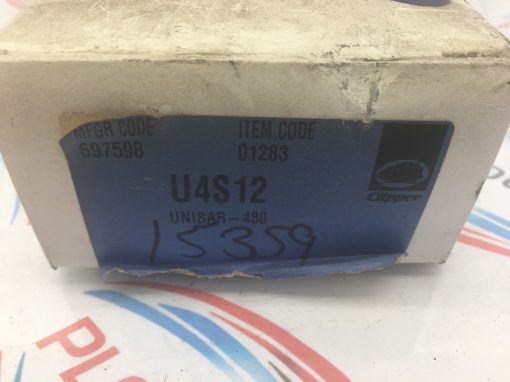 MFGR CODE ITEM CODE
697598 01283
U4S12
UNIBAR-430
Clipper
15359